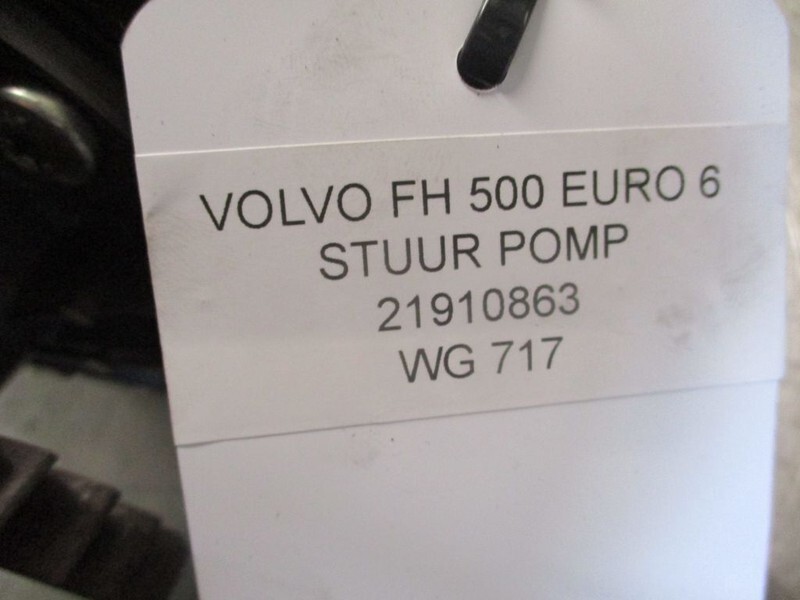 VOLVO FH 500 EURO 6
STUUR POMP
21910863
WG 717